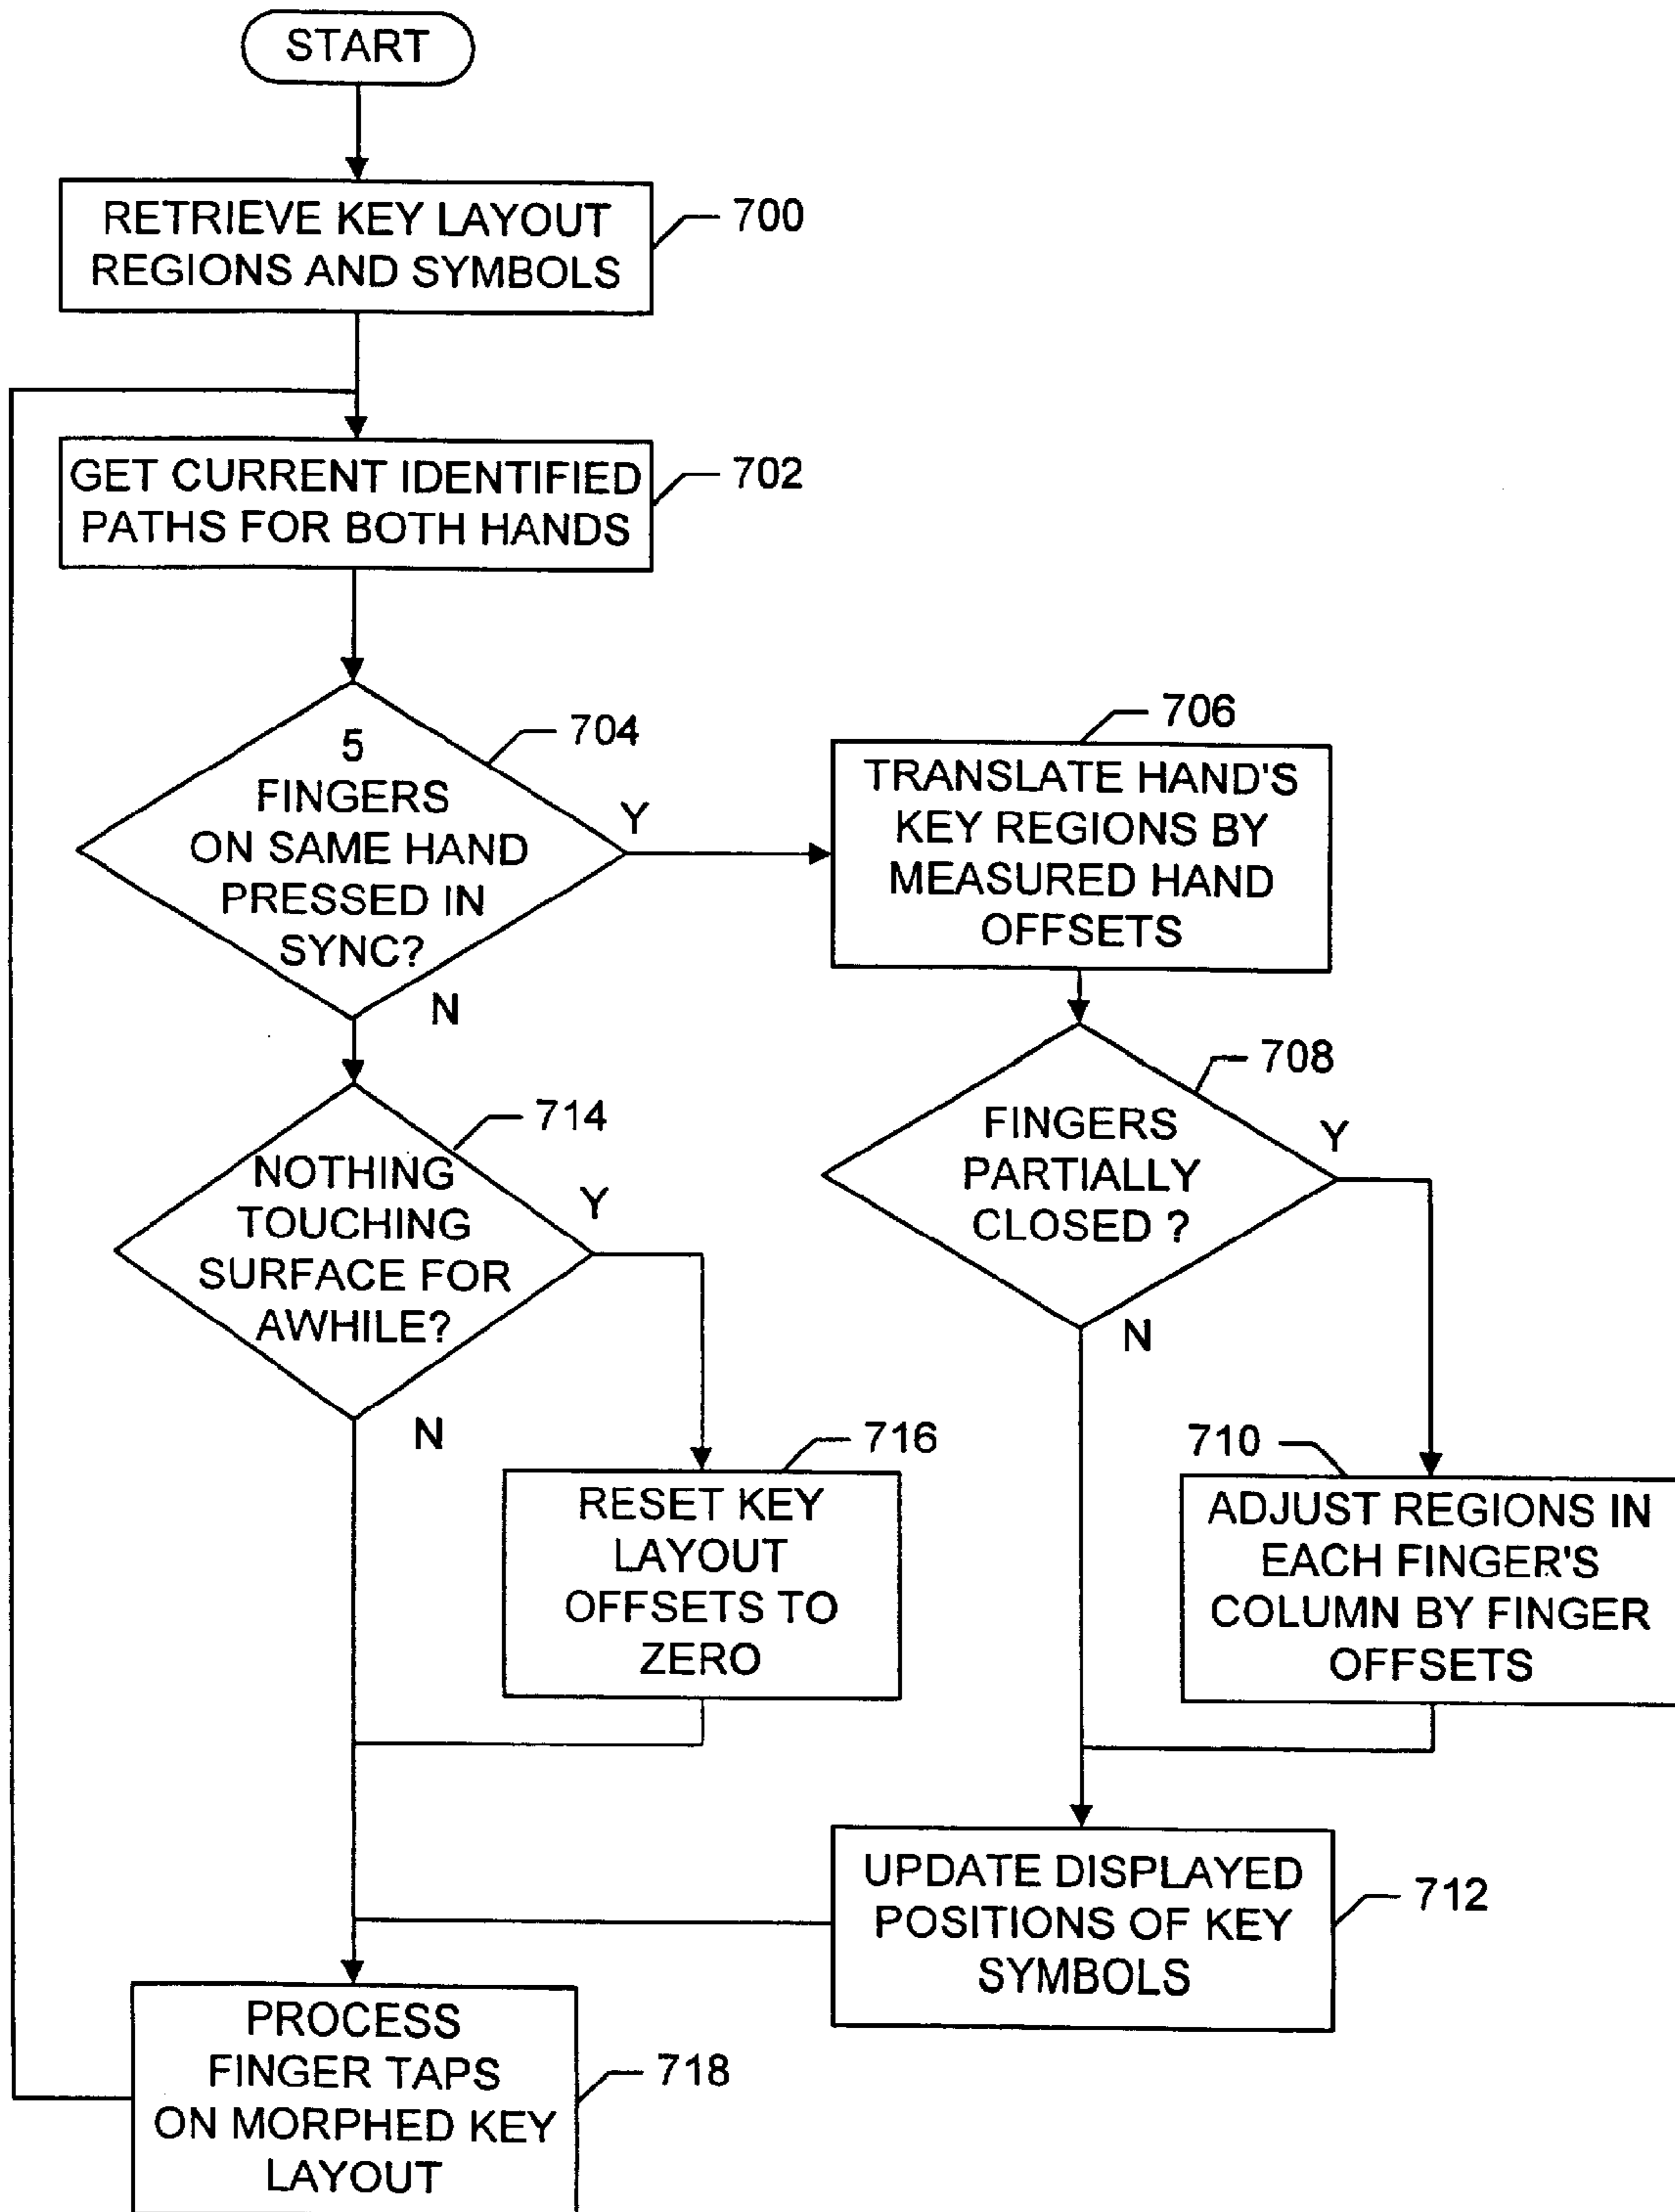 START
RETRIEVE KEY LAYOUT
REGIONS AND SYMBOLS
700
GET CURRENT IDENTIFIED
PATHS FOR BOTH HANDS
702
5
FINGERS
ON SAME HAND
PRESSED IN
SYNC?
704
Y
N
706
TRANSLATE HAND'S
KEY REGIONS BY
MEASURED HAND
OFFSETS
708
FINGERS
PARTIALLY
CLOSED ?
Y
N
714
NOTHING
TOUCHING
SURFACE FOR
AWHILE?
Y
N
716
RESET KEY
LAYOUT
OFFSETS TO
ZERO
710
ADJUST REGIONS IN
EACH FINGER'S
COLUMN BY FINGER
OFFSETS
UPDATE DISPLAYED
POSITIONS OF KEY
SYMBOLS
712
PROCESS
FINGER TAPS
ON MORPHED KEY
LAYOUT
718